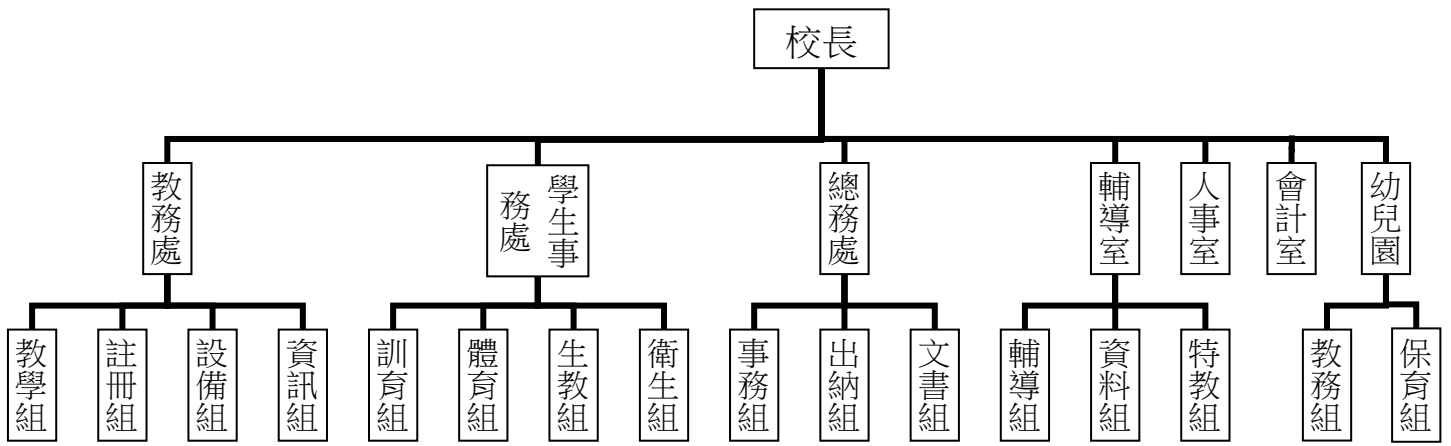 校長
教務處
學生事
務處
總務處
輔導室
人事室
會計室
幼兒園
教學組
註冊組
設備組
資訊組
訓育組
體育組
生教組
衛生組
事務組
出納組
文書組
輔導組
資料組
特教組
教務組
保育組